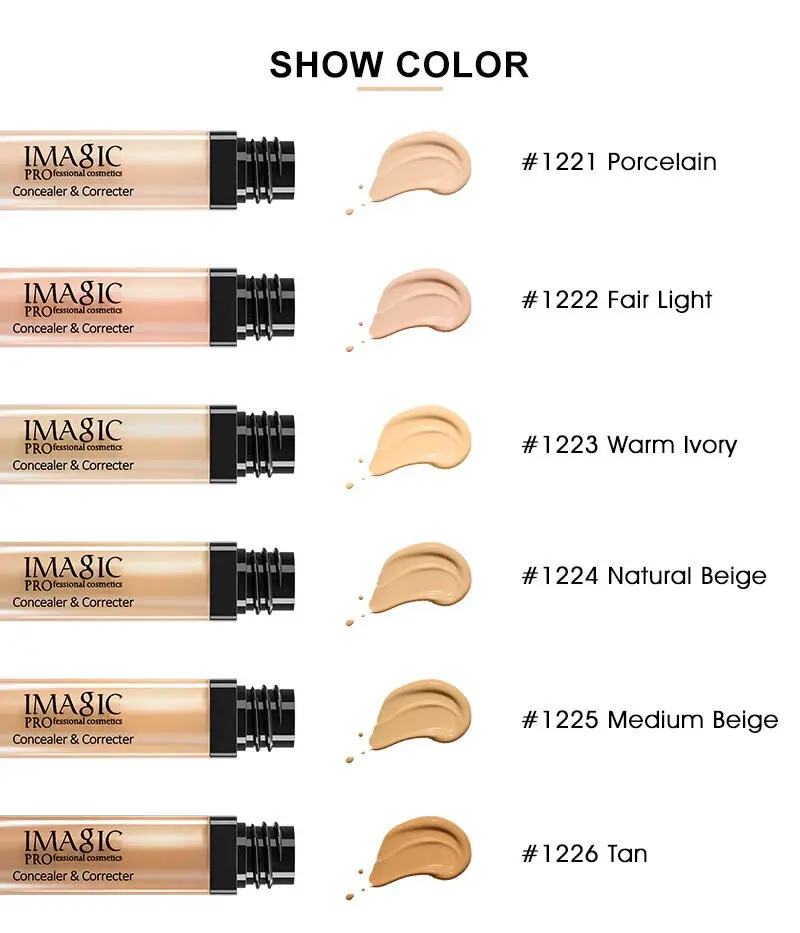 SHOW COLOR
IMAGIC
PROfessional cosmetics
Concealer & Correcter
#1221 Porcelain
IMAGIC
PROfessional cosmetics
Concealer & Correcter
#1222 Fair Light
IMAGIC
PROfessional cosmetics
Concealer & Correcter
#1223 Warm Ivory
IMAGIC
PROfessional cosmetics
Concealer & Correcter
#1224 Natural Beige
IMAGIC
PROfessional cosmetics
Concealer & Correcter
#1225 Medium Beige
IMAGIC
PROfessional cosmetics
Concealer & Correcter
#1226 Tan